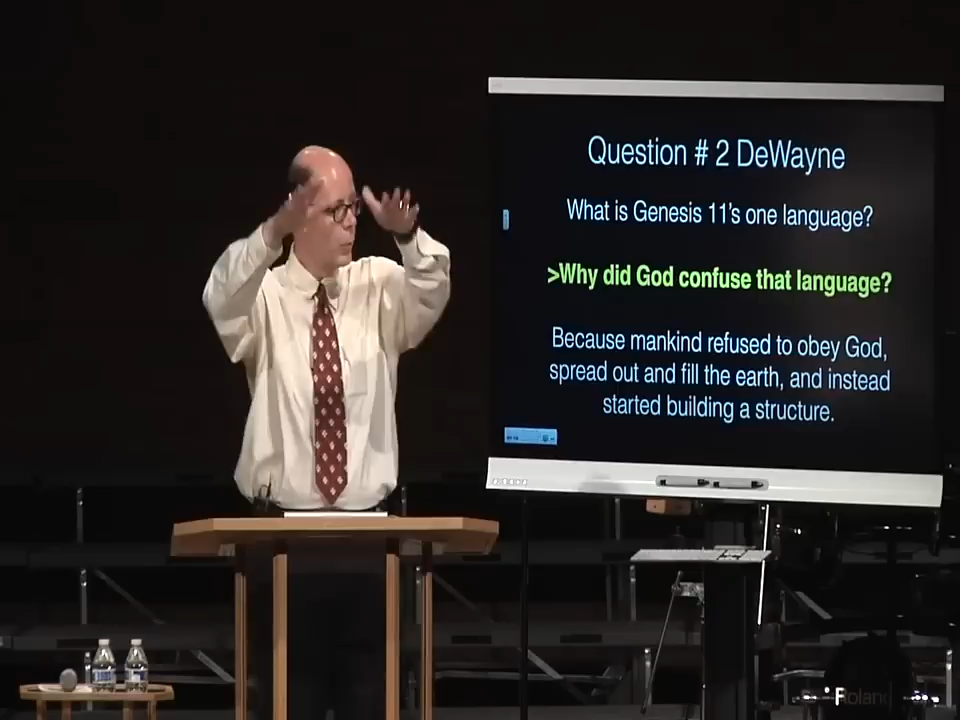 Question # 2 DeWayne
What is Genesis 11's one language?
>Why did God confuse that language?
Because mankind refused to obey God,
spread out and fill the earth, and instead
started building a structure.
Roland